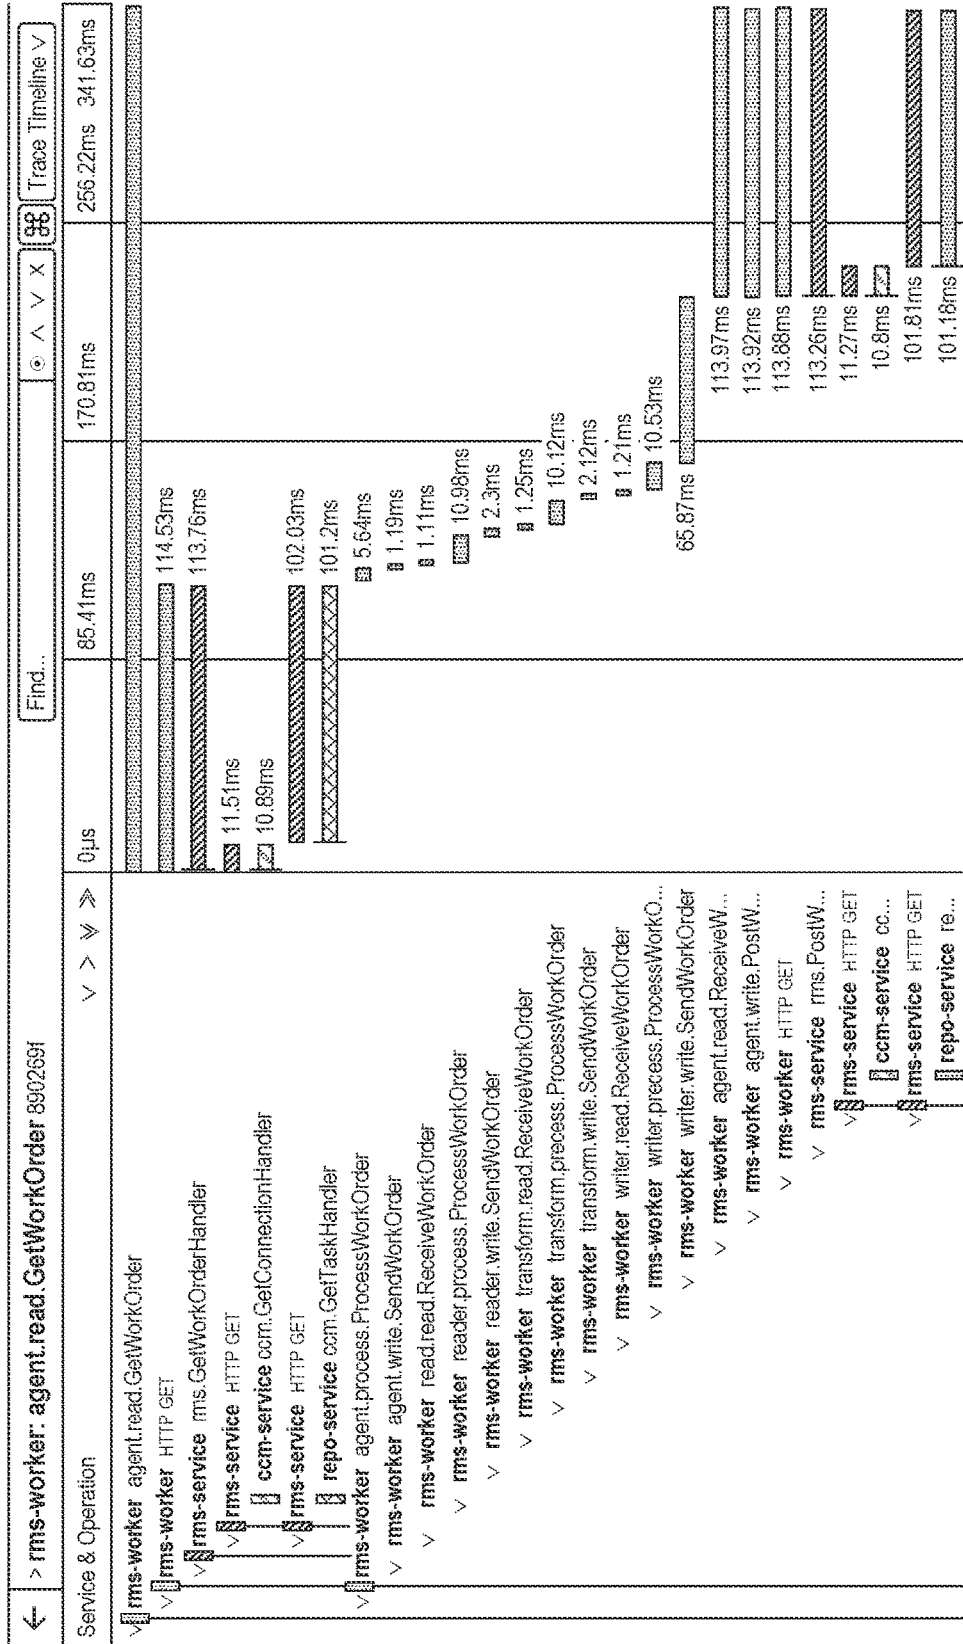 ← > rms-worker: agent.read.GetWorkOrder 890269f Find... ⊙ ∧ ∨ X ⌘ Trace Timeline ∨
Service & Operation ∨ > ⩔ ≫ 0μs 85.41ms 170.81ms 256.22ms 341.63ms
∨ rms-worker agent.read.GetWorkOrder
∨ rms-worker HTTP GET 114.53ms
∨ rms-service rms.GetWorkOrderHandler 113.76ms
∨ rms-service HTTP GET 11.51ms
ccm-service ccm.GetConnectionHandler 10.89ms
∨ rms-service HTTP GET 102.03ms
repo-service ccm.GetTaskHandler 101.2ms
∨ rms-worker agent.process.ProcessWorkOrder 5.64ms
∨ rms-worker agent.write.SendWorkOrder 1.19ms
∨ rms-worker read.read.ReceiveWorkOrder 1.11ms
∨ rms-worker reader.process.ProcessWorkOrder 10.98ms
∨ rms-worker reader.write.SendWorkOrder 2.3ms
∨ rms-worker transform.read.ReceiveWorkOrder 1.25ms
∨ rms-worker transform.precess.ProcessWorkOrder 10.12ms
∨ rms-worker transform.write.SendWorkOrder 2.12ms
∨ rms-worker writer.read.ReceiveWorkOrder 1.21ms
∨ rms-worker writer.precess.ProcessWorkO... 10.53ms
∨ rms-worker writer.write.SendWorkOrder 65.87ms
∨ rms-worker agent.read.ReceiveW... 113.97ms
∨ rms-worker agent.write.PostW... 113.92ms
∨ rms-worker HTTP GET 113.88ms
∨ rms-service rms.PostW... 113.26ms
∨ rms-service HTTP GET 11.27ms
ccm-service cc... 10.8ms
∨ rms-service HTTP GET 101.81ms
repo-service re... 101.18ms